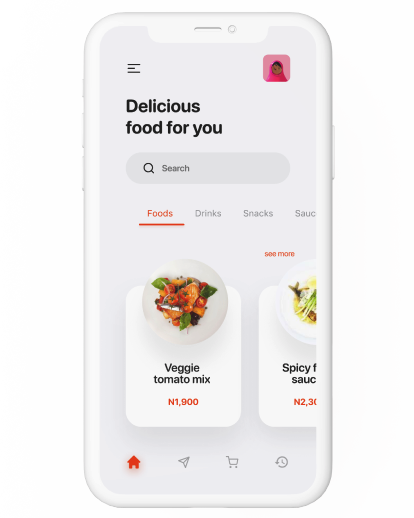 Delicious
food for you
Search
Foods Drinks Snacks Sauc
see more
Veggie
tomato mix
N1,900
Spicy f
sauc
N2,30